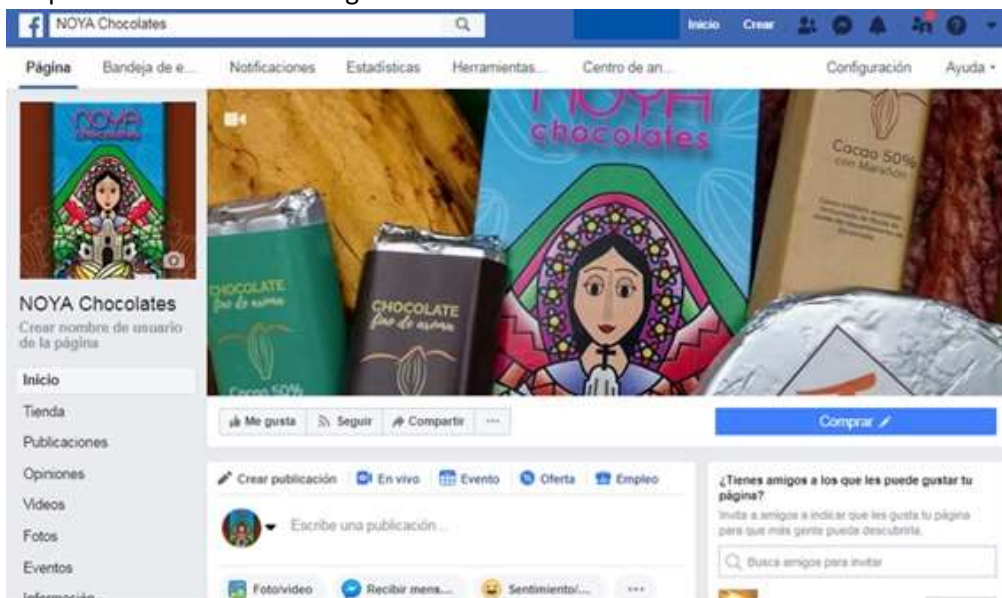 NOYA Chocolates
Inicio Crear
Página Bandeja de e... Notificaciones Estadísticas Herramientas... Centro de an... Configuración Ayuda
NOYA
chocolates
NOYA
chocolates
Cacao 50%
con Marañón
CHOCOLATE
fino de aroma
Cacao 50%
CHOCOLATE
fino de aroma
NOYA Chocolates
Crear nombre de usuario
de la página
Inicio
Tienda
Publicaciones
Opiniones
Videos
Fotos
Eventos
Información
Me gusta Seguir Compartir ...
Comprar
Crear publicación En vivo Evento Oferta Empleo
Escribe una publicación...
Foto/video Recibir mens... Sentimiento/... ...
¿Tienes amigos a los que les puede gustar tu
página?
Invita a amigos a indicar que les gusta tu página
para que más gente pueda descubrirla.
Busca amigos para invitar